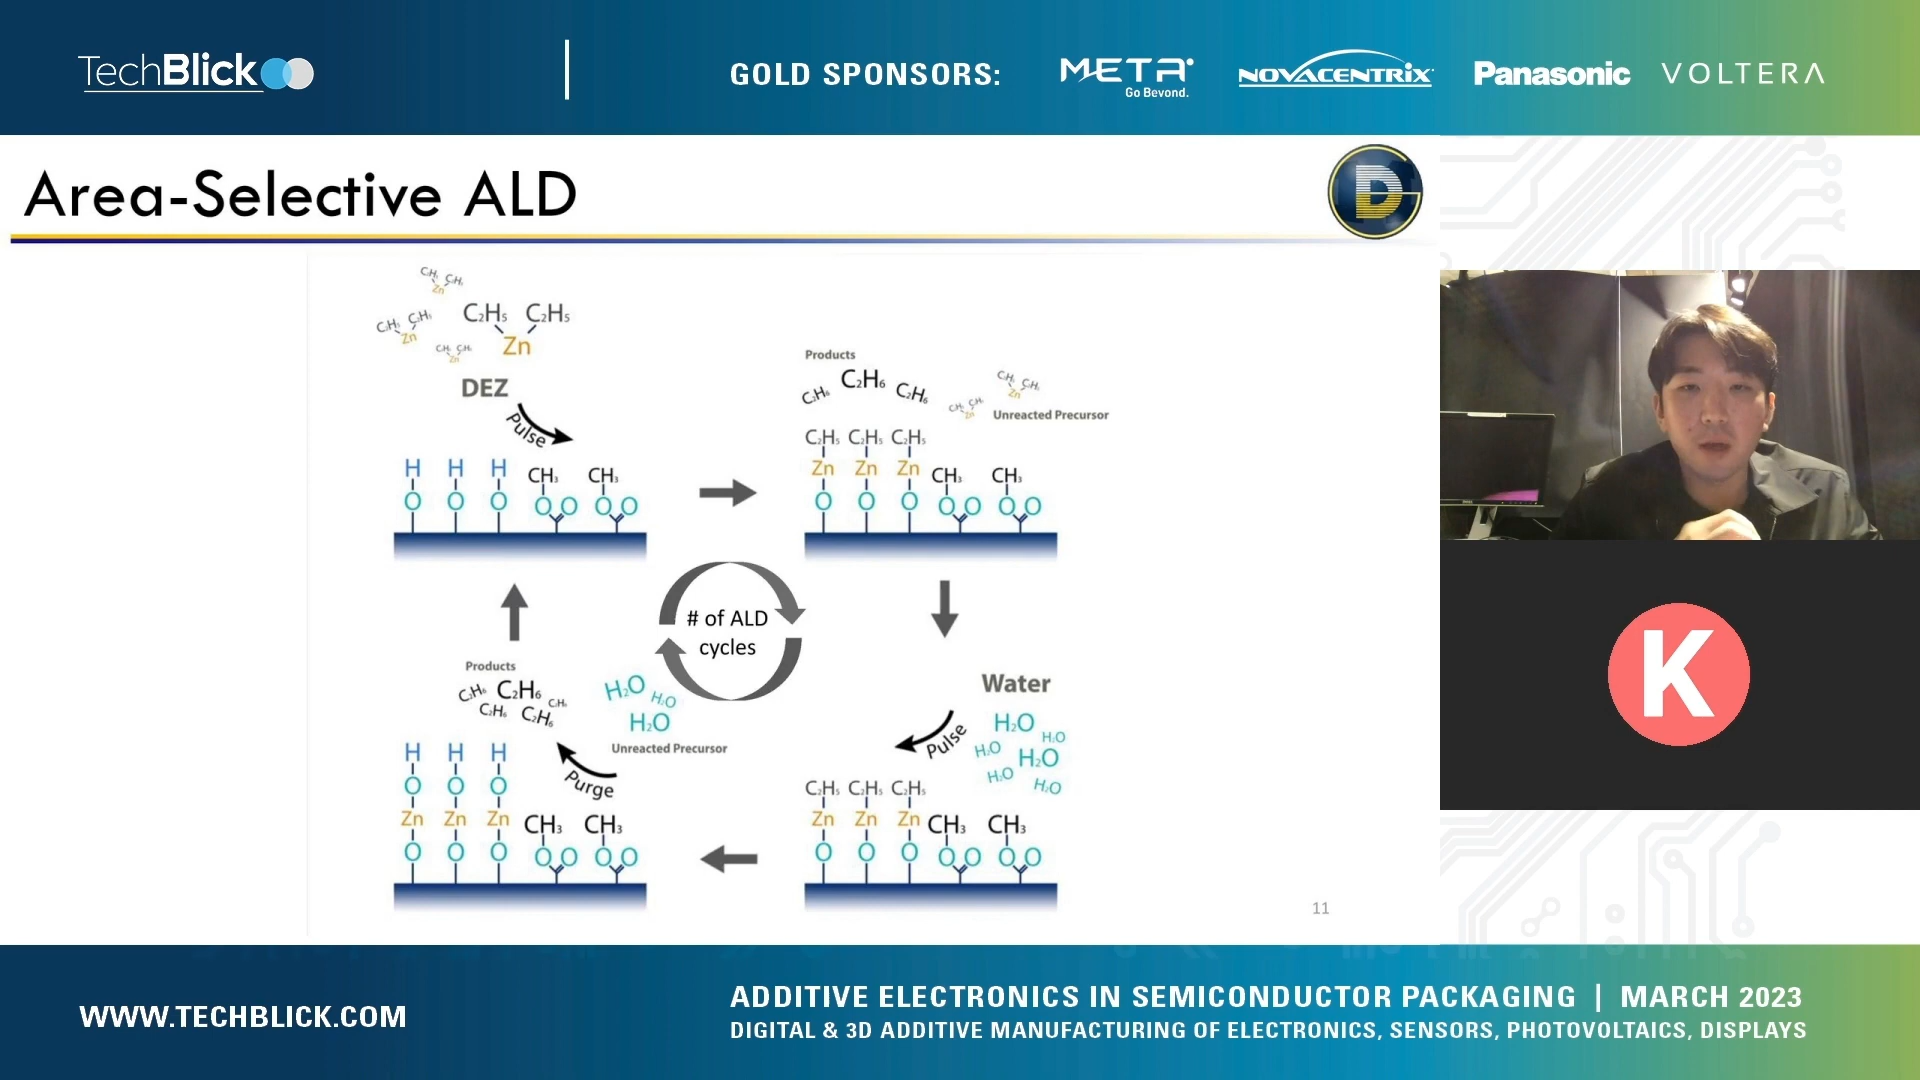 TechBlick
GOLD SPONSORS:
META
Go Beyond.
NOVACENTRIX
Panasonic
VOLTERA
Area-Selective ALD
D
C₂H₅ C₂H₅
Zn
C₂H₅ C₂H₅
Zn
C₂H₅ C₂H₅
Zn
C₂H₅ C₂H₅
Zn
DEZ
Pulse
H H H CH₃ CH₃
O O O O O O O
Products
C₂H₆ C₂H₆ C₂H₆
C₂H₅ C₂H₅
Zn
C₂H₅ C₂H₅
Zn
Unreacted Precursor
C₂H₅ C₂H₅ C₂H₅
Zn Zn Zn CH₃ CH₃
O O O O O O O
# of ALD
cycles
Products
C₂H₆ C₂H₆ C₂H₆
C₂H₆ C₂H₆
H₂O H₂O
H₂O
Unreacted Precursor
Purge
H H H
O O O
Zn Zn Zn CH₃ CH₃
O O O O O O O
Water
Pulse
H₂O
H₂O
H₂O H₂O
H₂O H₂O
C₂H₅ C₂H₅ C₂H₅
Zn Zn Zn CH₃ CH₃
O O O O O O O
11
K
WWW.TECHBLICK.COM
ADDITIVE ELECTRONICS IN SEMICONDUCTOR PACKAGING | MARCH 2023
DIGITAL & 3D ADDITIVE MANUFACTURING OF ELECTRONICS, SENSORS, PHOTOVOLTAICS, DISPLAYS